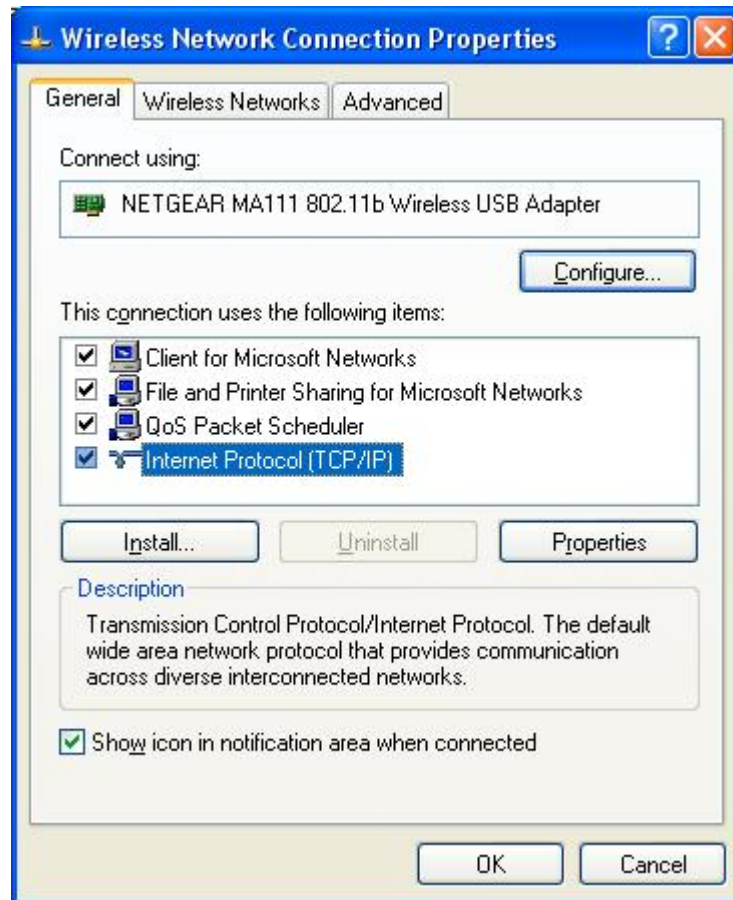 Wireless Network Connection Properties
?
X
General Wireless Networks Advanced
Connect using:
NETGEAR MA111 802.11b Wireless USB Adapter
Configure...
This connection uses the following items:
Client for Microsoft Networks
File and Printer Sharing for Microsoft Networks
QoS Packet Scheduler
Internet Protocol (TCP/IP)
Install... Uninstall Properties
Description
Transmission Control Protocol/Internet Protocol. The default
wide area network protocol that provides communication
across diverse interconnected networks.
Show icon in notification area when connected
OK Cancel